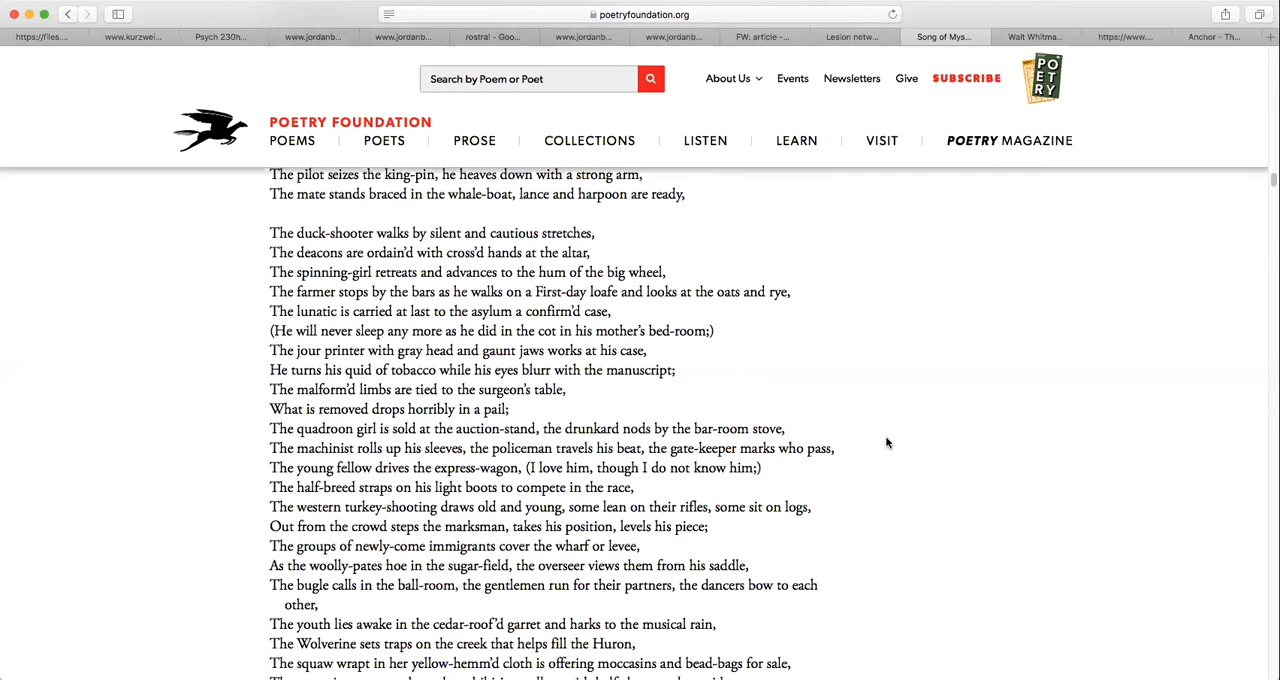 poetryfoundation.org
https://files.... www.kurzwei... Psych 230h... www.jordanb... www.jordanb... rostral - Goo... www.jordanb... www.jordanb... FW: article -... Lesion netw... Song of Mys... Walt Whitma... https://www.... Anchor - Th...
Search by Poem or Poet About Us Events Newsletters Give SUBSCRIBE PO
ET
RY
POETRY FOUNDATION
POEMS POETS PROSE COLLECTIONS LISTEN LEARN VISIT POETRY MAGAZINE
The pilot seizes the king-pin, he heaves down with a strong arm,
The mate stands braced in the whale-boat, lance and harpoon are ready,
The duck-shooter walks by silent and cautious stretches,
The deacons are ordain’d with cross’d hands at the altar,
The spinning-girl retreats and advances to the hum of the big wheel,
The farmer stops by the bars as he walks on a First-day loafe and looks at the oats and rye,
The lunatic is carried at last to the asylum a confirm’d case,
(He will never sleep any more as he did in the cot in his mother’s bed-room;)
The jour printer with gray head and gaunt jaws works at his case,
He turns his quid of tobacco while his eyes blurr with the manuscript;
The malform’d limbs are tied to the surgeon’s table,
What is removed drops horribly in a pail;
The quadroon girl is sold at the auction-stand, the drunkard nods by the bar-room stove,
The machinist rolls up his sleeves, the policeman travels his beat, the gate-keeper marks who pass,
The young fellow drives the express-wagon, (I love him, though I do not know him;)
The half-breed straps on his light boots to compete in the race,
The western turkey-shooting draws old and young, some lean on their rifles, some sit on logs,
Out from the crowd steps the marksman, takes his position, levels his piece;
The groups of newly-come immigrants cover the wharf or levee,
As the woolly-pates hoe in the sugar-field, the overseer views them from his saddle,
The bugle calls in the ball-room, the gentlemen run for their partners, the dancers bow to each
other,
The youth lies awake in the cedar-roof’d garret and harks to the musical rain,
The Wolverine sets traps on the creek that helps fill the Huron,
The squaw wrapt in her yellow-hemm’d cloth is offering moccasins and bead-bags for sale,